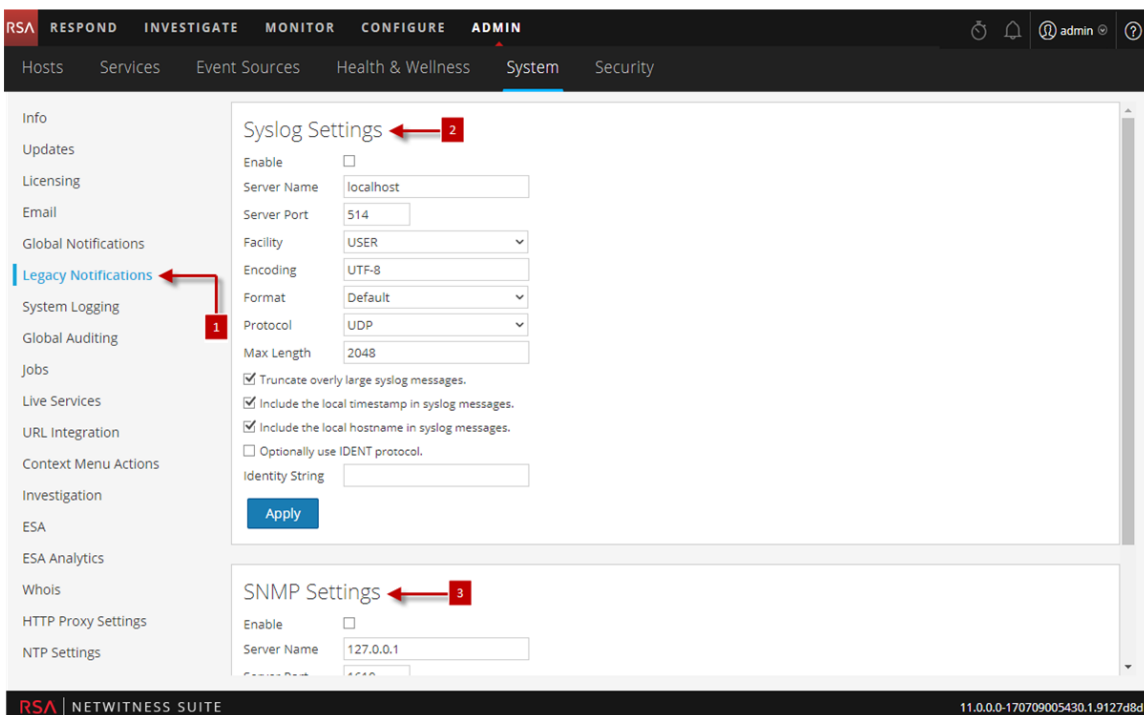 RSA RESPOND INVESTIGATE MONITOR CONFIGURE ADMIN admin ?
Hosts Services Event Sources Health & Wellness System Security
Info
Updates
Licensing
Email
Global Notifications
Legacy Notifications
1
System Logging
Global Auditing
Jobs
Live Services
URL Integration
Context Menu Actions
Investigation
ESA
ESA Analytics
Whois
HTTP Proxy Settings
NTP Settings
Syslog Settings 2
Enable
Server Name localhost
Server Port 514
Facility USER
Encoding UTF-8
Format Default
Protocol UDP
Max Length 2048
Truncate overly large syslog messages.
Include the local timestamp in syslog messages.
Include the local hostname in syslog messages.
Optionally use IDENT protocol.
Identity String
Apply
SNMP Settings 3
Enable
Server Name 127.0.0.1
Server Port
RSA NETWITNESS SUITE 11.0.0.0-170709005430.1.9127d8d